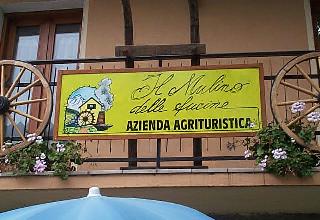 Il Mulino
delle fucine
AZIENDA AGRITURISTICA